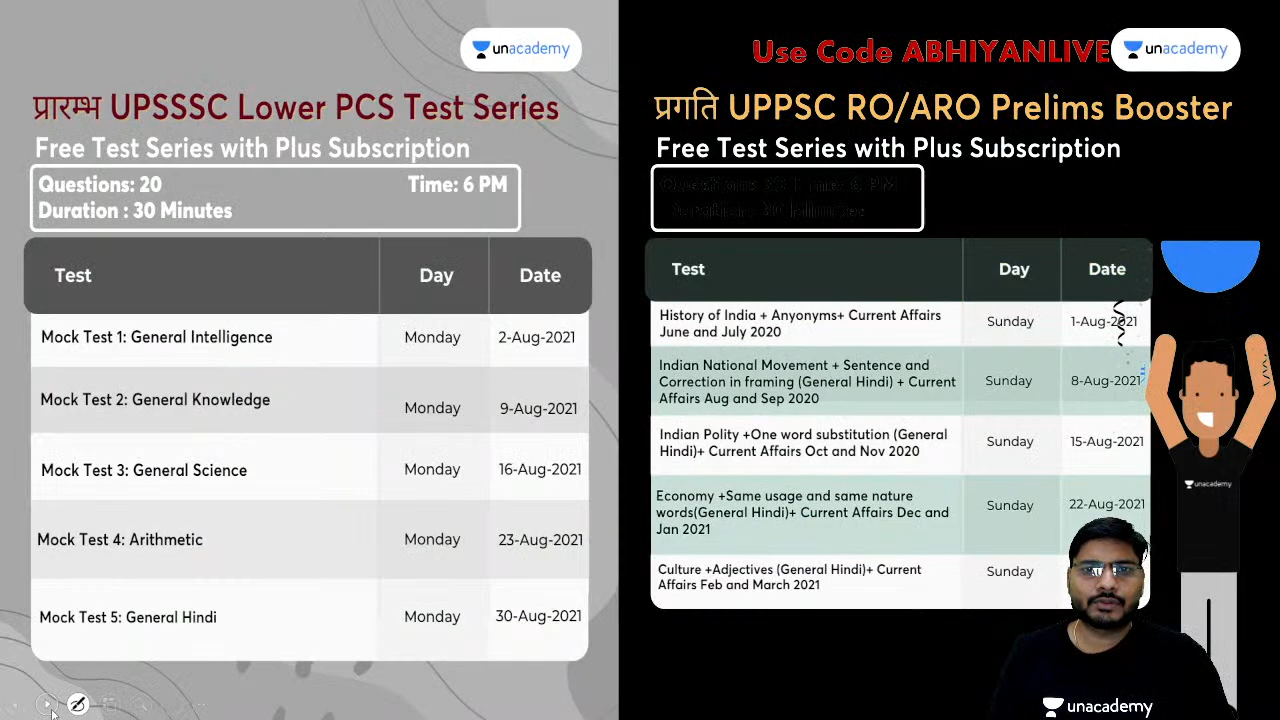 unacademy
प्रारम्भ UPSSSC Lower PCS Test Series
Free Test Series with Plus Subscription
Questions: 20 Time: 6 PM
Duration : 30 Minutes
Test Day Date
Mock Test 1: General Intelligence Monday 2-Aug-2021
Mock Test 2: General Knowledge Monday 9-Aug-2021
Mock Test 3: General Science Monday 16-Aug-2021
Mock Test 4: Arithmetic Monday 23-Aug-2021
Mock Test 5: General Hindi Monday 30-Aug-2021
Use Code ABHIYANLIVE
unacademy
प्रगति UPPSC RO/ARO Prelims Booster
Free Test Series with Plus Subscription
Test Day Date
History of India + Anyonyms+ Current Affairs
June and July 2020
Sunday 1-Aug-2021
Indian National Movement + Sentence and
Correction in framing (General Hindi) + Current
Affairs Aug and Sep 2020
Sunday 8-Aug-2021
Indian Polity +One word substitution (General
Hindi)+ Current Affairs Oct and Nov 2020
Sunday 15-Aug-2021
Economy +Same usage and same nature
words(General Hindi)+ Current Affairs Dec and
Jan 2021
Sunday 22-Aug-2021
Culture +Adjectives (General Hindi)+ Current
Affairs Feb and March 2021
Sunday
unacademy
unacademy